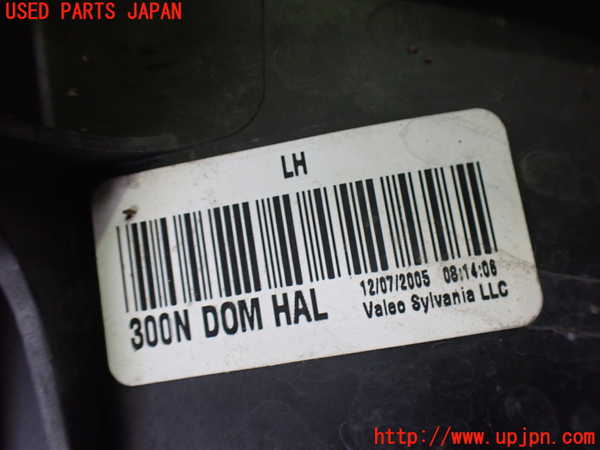 USED PARTS JAPAN
LH
300N DOM HAL
12/07/2005 08:14:06
Valeo Sylvania LLC
http://www.upjpn.com/